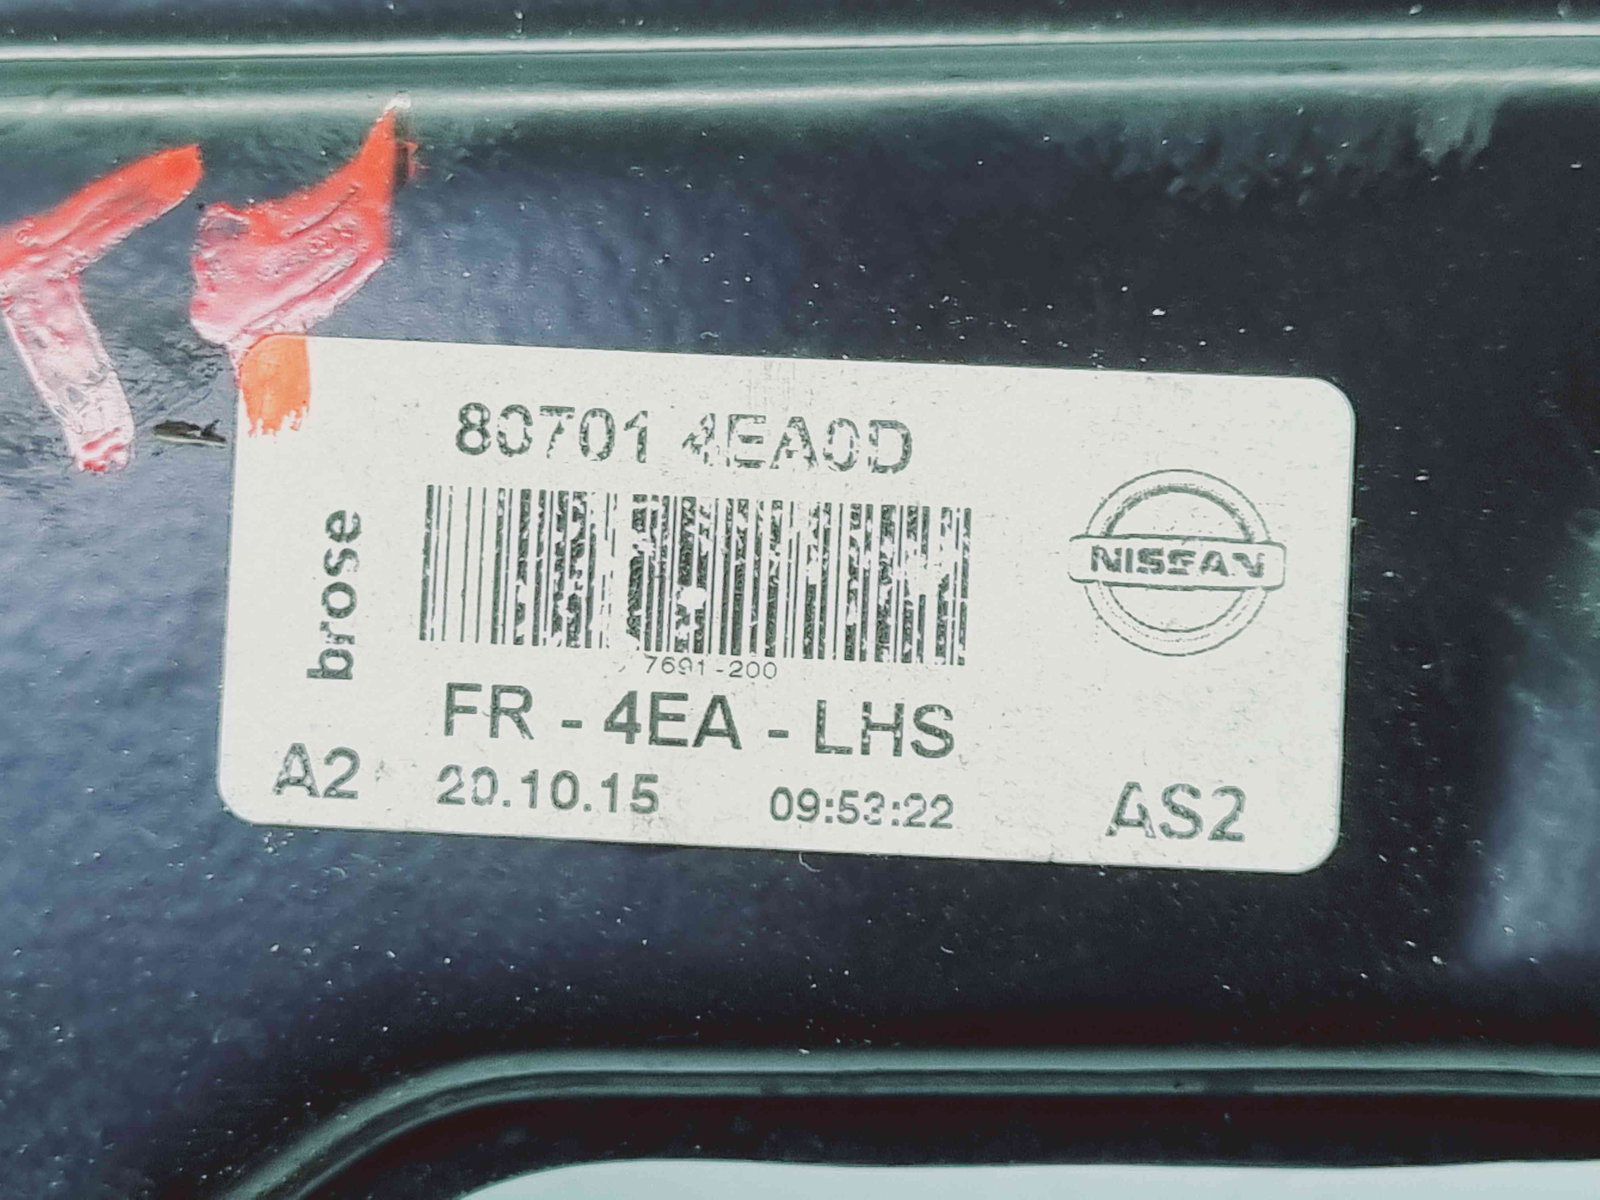 80701 4EA0D
brose
NISSAN
7691-200
FR - 4EA - LHS
A2 20.10.15 09:53:22 AS2